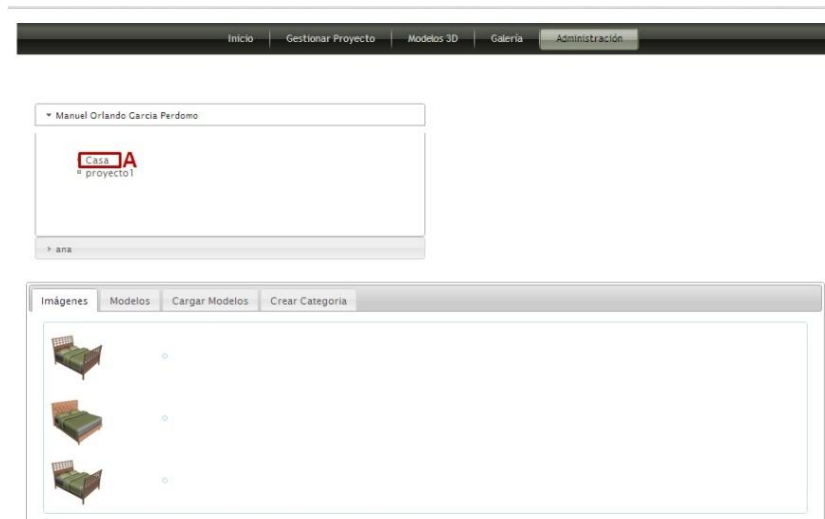 Inicio Gestionar Proyecto Modelos 3D Galería Administración
Manuel Orlando Garcia Perdomo
Casa A
proyecto1
ana
Imágenes Modelos Cargar Modelos Crear Categoria